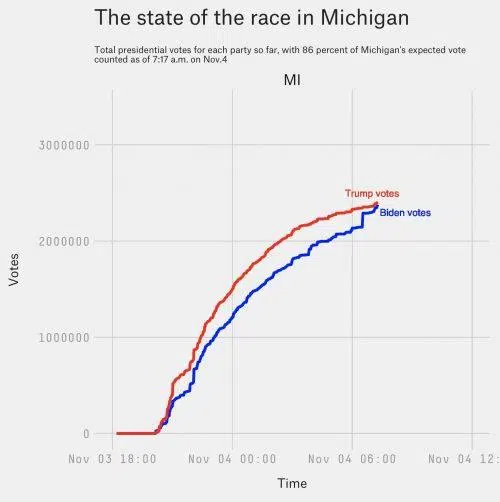 The state of the race in Michigan
Total presidential votes for each party so far, with 86 percent of Michigan's expected vote
counted as of 7:17 a.m. on Nov.4
MI
3000000
Trump votes
Biden votes
2000000
Votes
1000000
0
Nov 03 18:00 Nov 04 00:00 Nov 04 06:00 Nov 04 12:
Time